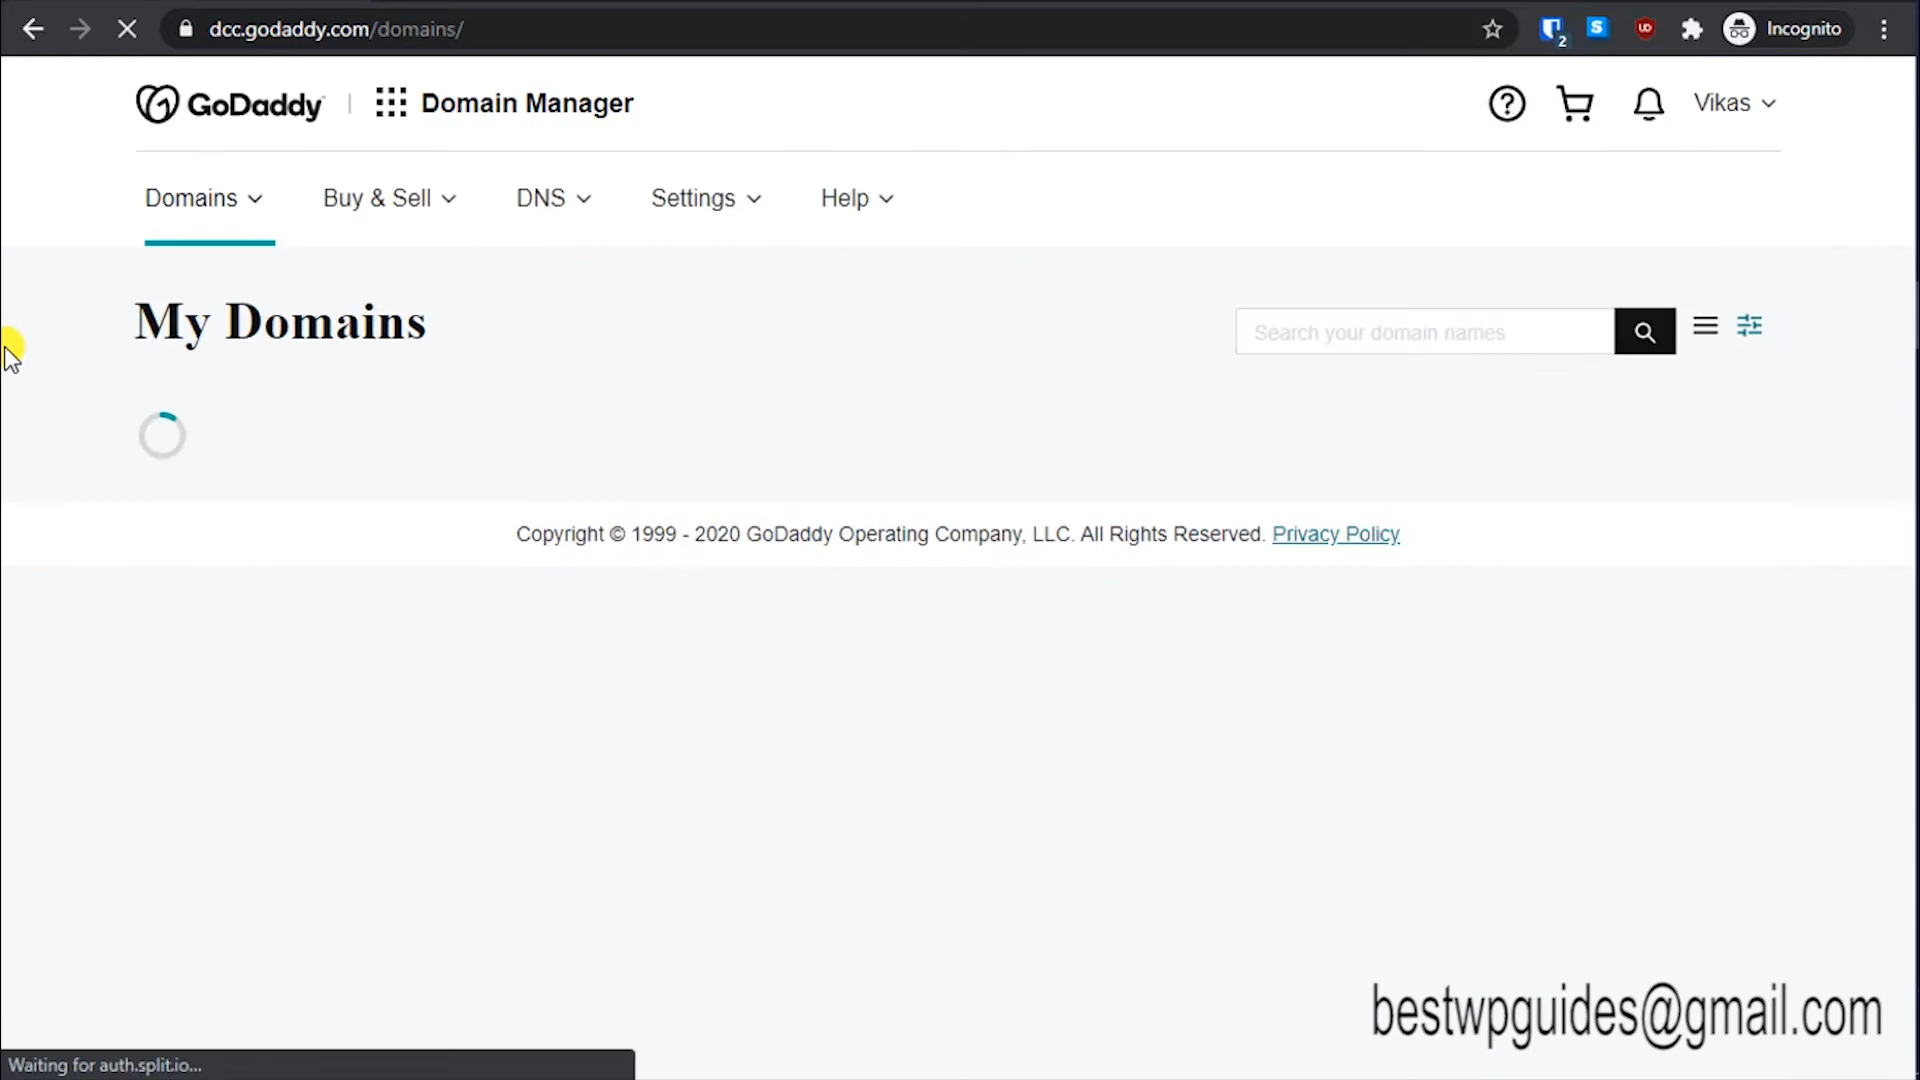 dcc.godaddy.com/domains/
2
S
UD
Incognito
GoDaddy
Domain Manager
Vikas
Domains
Buy & Sell
DNS
Settings
Help
My Domains
Search your domain names
Copyright © 1999 - 2020 GoDaddy Operating Company, LLC. All Rights Reserved. Privacy Policy
bestwpguides@gmail.com
Waiting for auth.split.io...